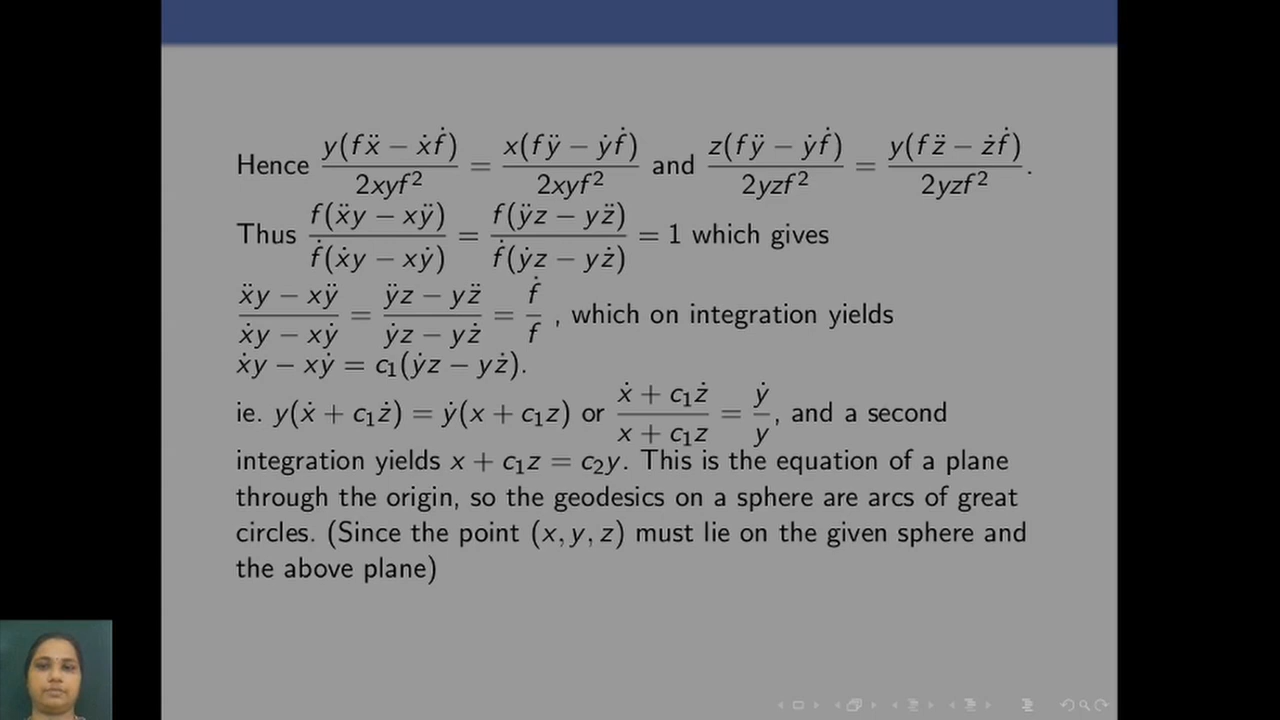 Hence y(fẍ − ẋḟ)/2xyf² = x(fÿ − ẏḟ)/2xyf² and z(fÿ − ẏḟ)/2yzf² = y(fz̈ − żḟ)/2yzf².
Thus f(ẍy − xÿ)/ḟ(ẋy − xẏ) = f(ÿz − yz̈)/ḟ(ẏz − yż) = 1 which gives
(ẍy − xÿ)/(ẋy − xẏ) = (ÿz − yz̈)/(ẏz − yż) = ḟ/f , which on integration yields
ẋy − xẏ = c₁(ẏz − yż).
ie. y(ẋ + c₁ż) = ẏ(x + c₁z) or (ẋ + c₁ż)/(x + c₁z) = ẏ/y, and a second
integration yields x + c₁z = c₂y. This is the equation of a plane
through the origin, so the geodesics on a sphere are arcs of great
circles. (Since the point (x, y, z) must lie on the given sphere and
the above plane)